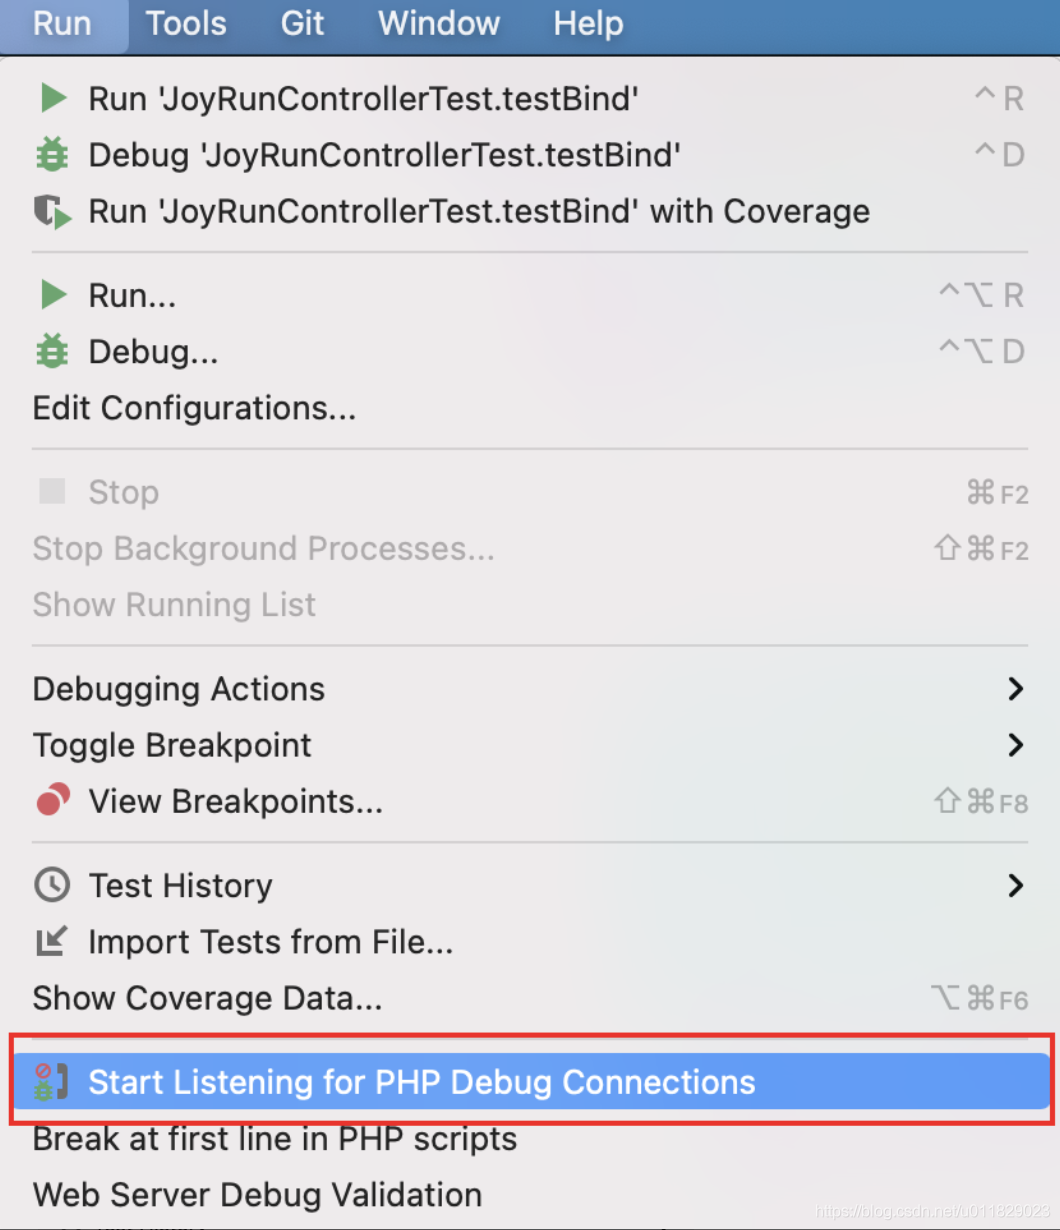 Run Tools Git Window Help
Run 'JoyRunControllerTest.testBind' ^ R
Debug 'JoyRunControllerTest.testBind' ^ D
Run 'JoyRunControllerTest.testBind' with Coverage
Run... ^⌥ R
Debug... ^⌥ D
Edit Configurations...
Stop ⌘F2
Stop Background Processes... ⇧⌘F2
Show Running List
Debugging Actions
Toggle Breakpoint
View Breakpoints... ⇧⌘F8
Test History
Import Tests from File...
Show Coverage Data... ⌥⌘F6
Start Listening for PHP Debug Connections
Break at first line in PHP scripts
Web Server Debug Validation
https://blog.csdn.net/u011829023